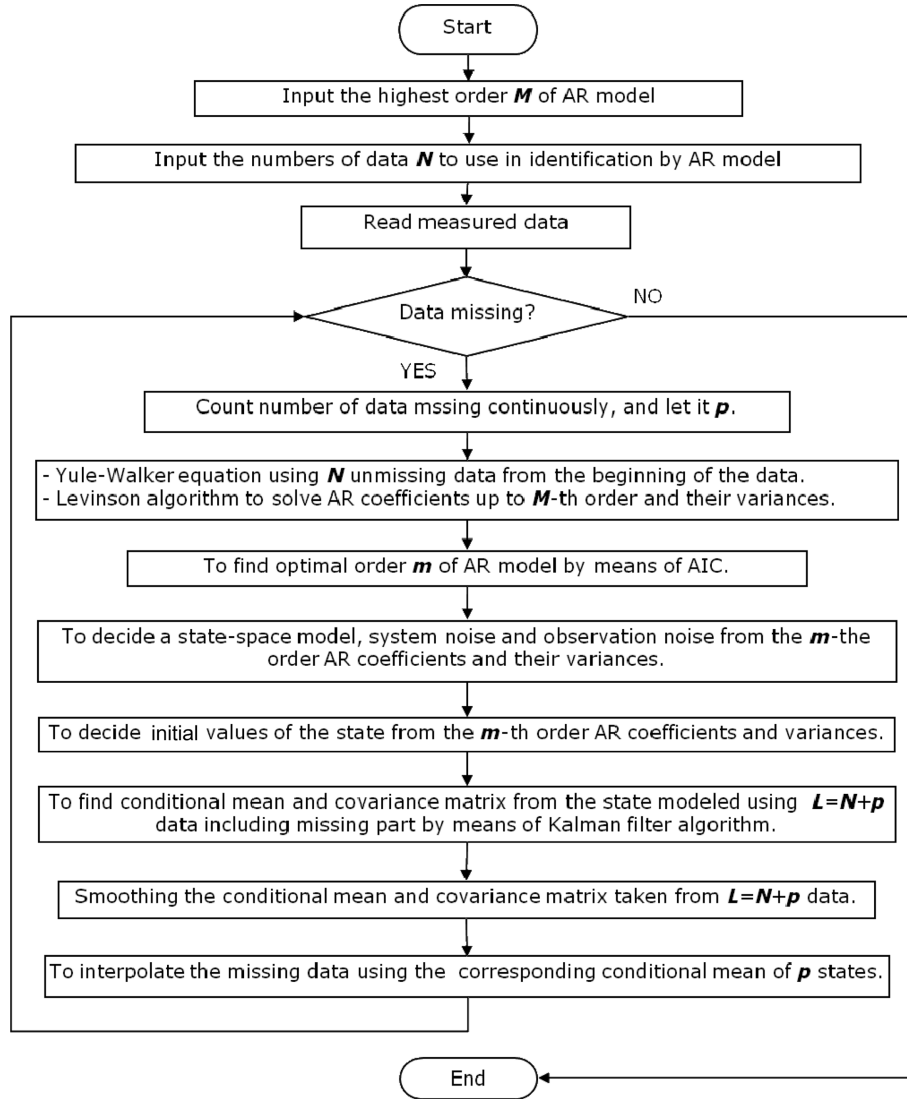 Start
Input the highest order M of AR model
Input the numbers of data N to use in identification by AR model
Read measured data
Data missing?
NO
YES
Count number of data mssing continuously, and let it p.
- Yule-Walker equation using N unmissing data from the beginning of the data.
- Levinson algorithm to solve AR coefficients up to M-th order and their variances.
To find optimal order m of AR model by means of AIC.
To decide a state-space model, system noise and observation noise from the m-the
order AR coefficients and their variances.
To decide initial values of the state from the m-th order AR coefficients and variances.
To find conditional mean and covariance matrix from the state modeled using L=N+p
data including missing part by means of Kalman filter algorithm.
Smoothing the conditional mean and covariance matrix taken from L=N+p data.
To interpolate the missing data using the corresponding conditional mean of p states.
End